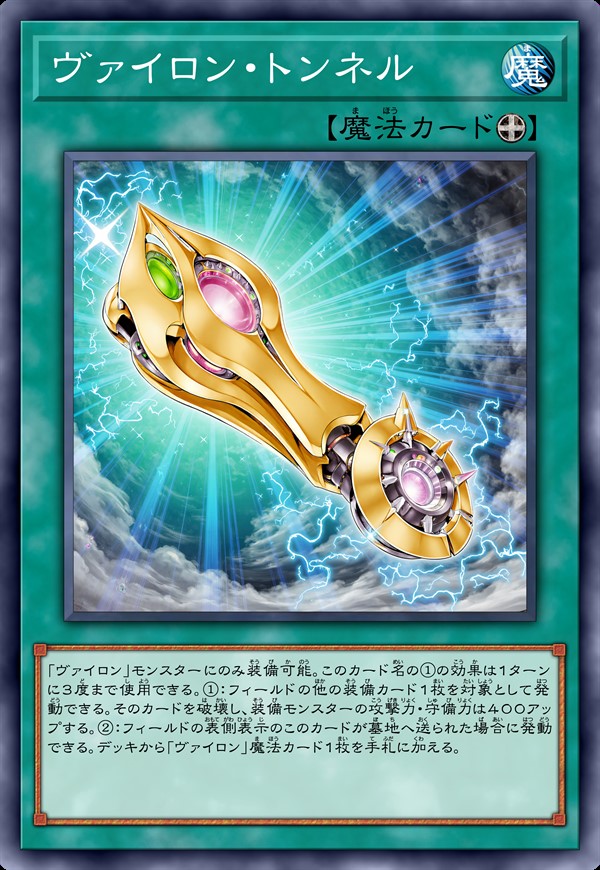 ヴァイロン・トンネル
魔
【魔法カード】
「ヴァイロン」モンスターにのみ装備可能。このカード名の①の効果は1ターン
に3度まで使用できる。①：フィールドの他の装備カード1枚を対象として発
動できる。そのカードを破壊し、装備モンスターの攻撃力・守備力は400アッ
プする。②：フィールドの表側表示のこのカードが墓地へ送られた場合に発動
できる。デッキから「ヴァイロン」魔法カード1枚を手札に加える。